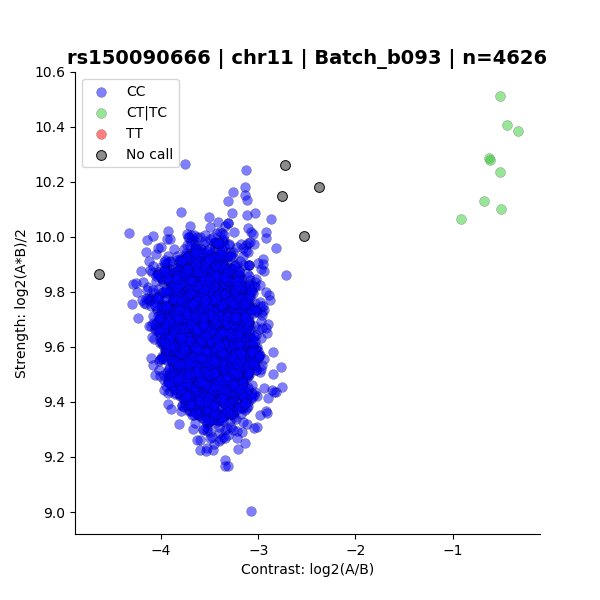 rs150090666 | chr11 | Batch_b093 | n=4626
CC
CT|TC
TT
No call
10.6
10.4
10.2
10.0
9.8
9.6
9.4
9.2
9.0
Strength: log2(A*B)/2
−4
−3
−2
−1
Contrast: log2(A/B)